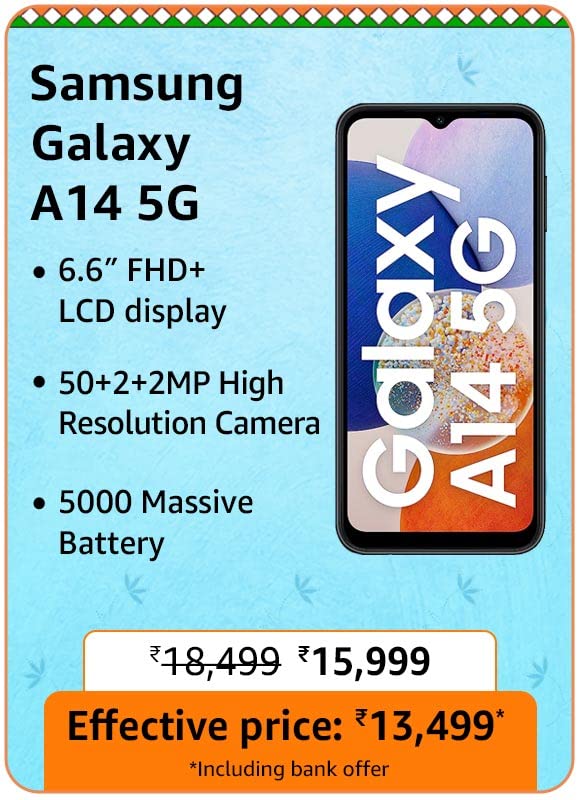 Samsung
Galaxy
A14 5G
• 6.6” FHD+
LCD display
• 50+2+2MP High
Resolution Camera
• 5000 Massive
Battery
Galaxy
A14 5G
₹18,499 ₹15,999
Effective price: ₹13,499*
*Including bank offer